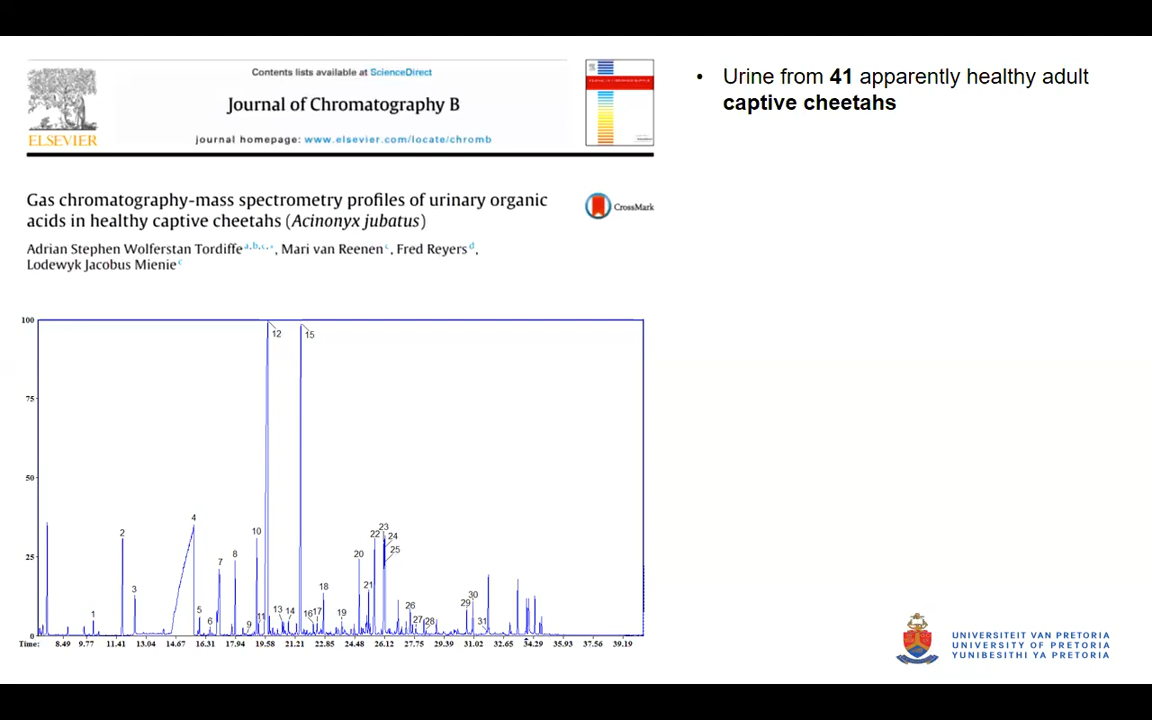 Contents lists available at ScienceDirect
Journal of Chromatography B
journal homepage: www.elsevier.com/locate/chromb
ELSEVIER
Gas chromatography-mass spectrometry profiles of urinary organic
acids in healthy captive cheetahs (Acinonyx jubatus)
CrossMark
Adrian Stephen Wolferstan Tordiffe a,b,c,*, Mari van Reenen c, Fred Reyers d,
Lodewyk Jacobus Mienie c
• Urine from 41 apparently healthy adult
captive cheetahs
100
75
50
25
0
1
2
3
4
5
6
7
8
9
10
11
12
13
14
15
16
17
18
19
20
21
22
23
24
25
26
27
28
29
30
31
Time: 8.49 9.77 11.41 13.04 14.67 16.31 17.94 19.58 21.21 22.85 24.48 26.12 27.75 29.39 31.02 32.65 34.29 35.93 37.56 39.19
UNIVERSITEIT VAN PRETORIA
UNIVERSITY OF PRETORIA
YUNIBESITHI YA PRETORIA